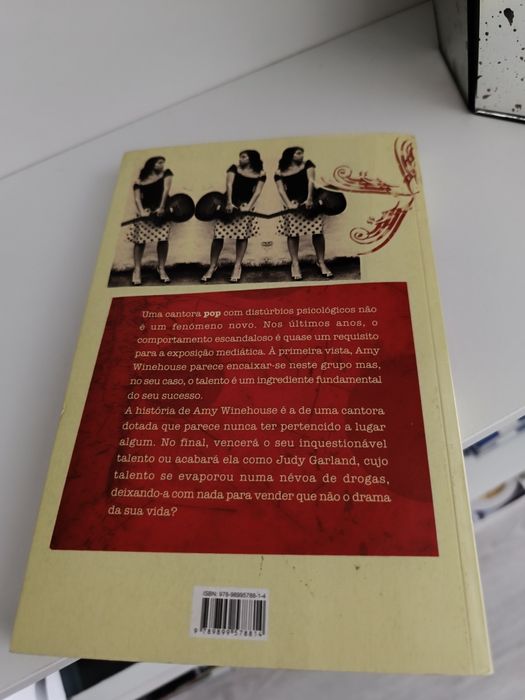 Uma cantora pop com distúrbios psicológicos não
é um fenómeno novo. Nos últimos anos, o
comportamento escandaloso é quase um requisito
para a exposição mediática. À primeira vista, Amy
Winehouse parece encaixar-se neste grupo mas,
no seu caso, o talento é um ingrediente fundamental
do seu sucesso.
A história de Amy Winehouse é a de uma cantora
dotada que parece nunca ter pertencido a lugar
algum. No final, vencerá o seu inquestionável
talento ou acabará ela como Judy Garland, cujo
talento se evaporou numa névoa de drogas,
deixando-a com nada para vender que não o drama
da sua vida?
ISBN: 978-98995788-1-4
9 789899 578814